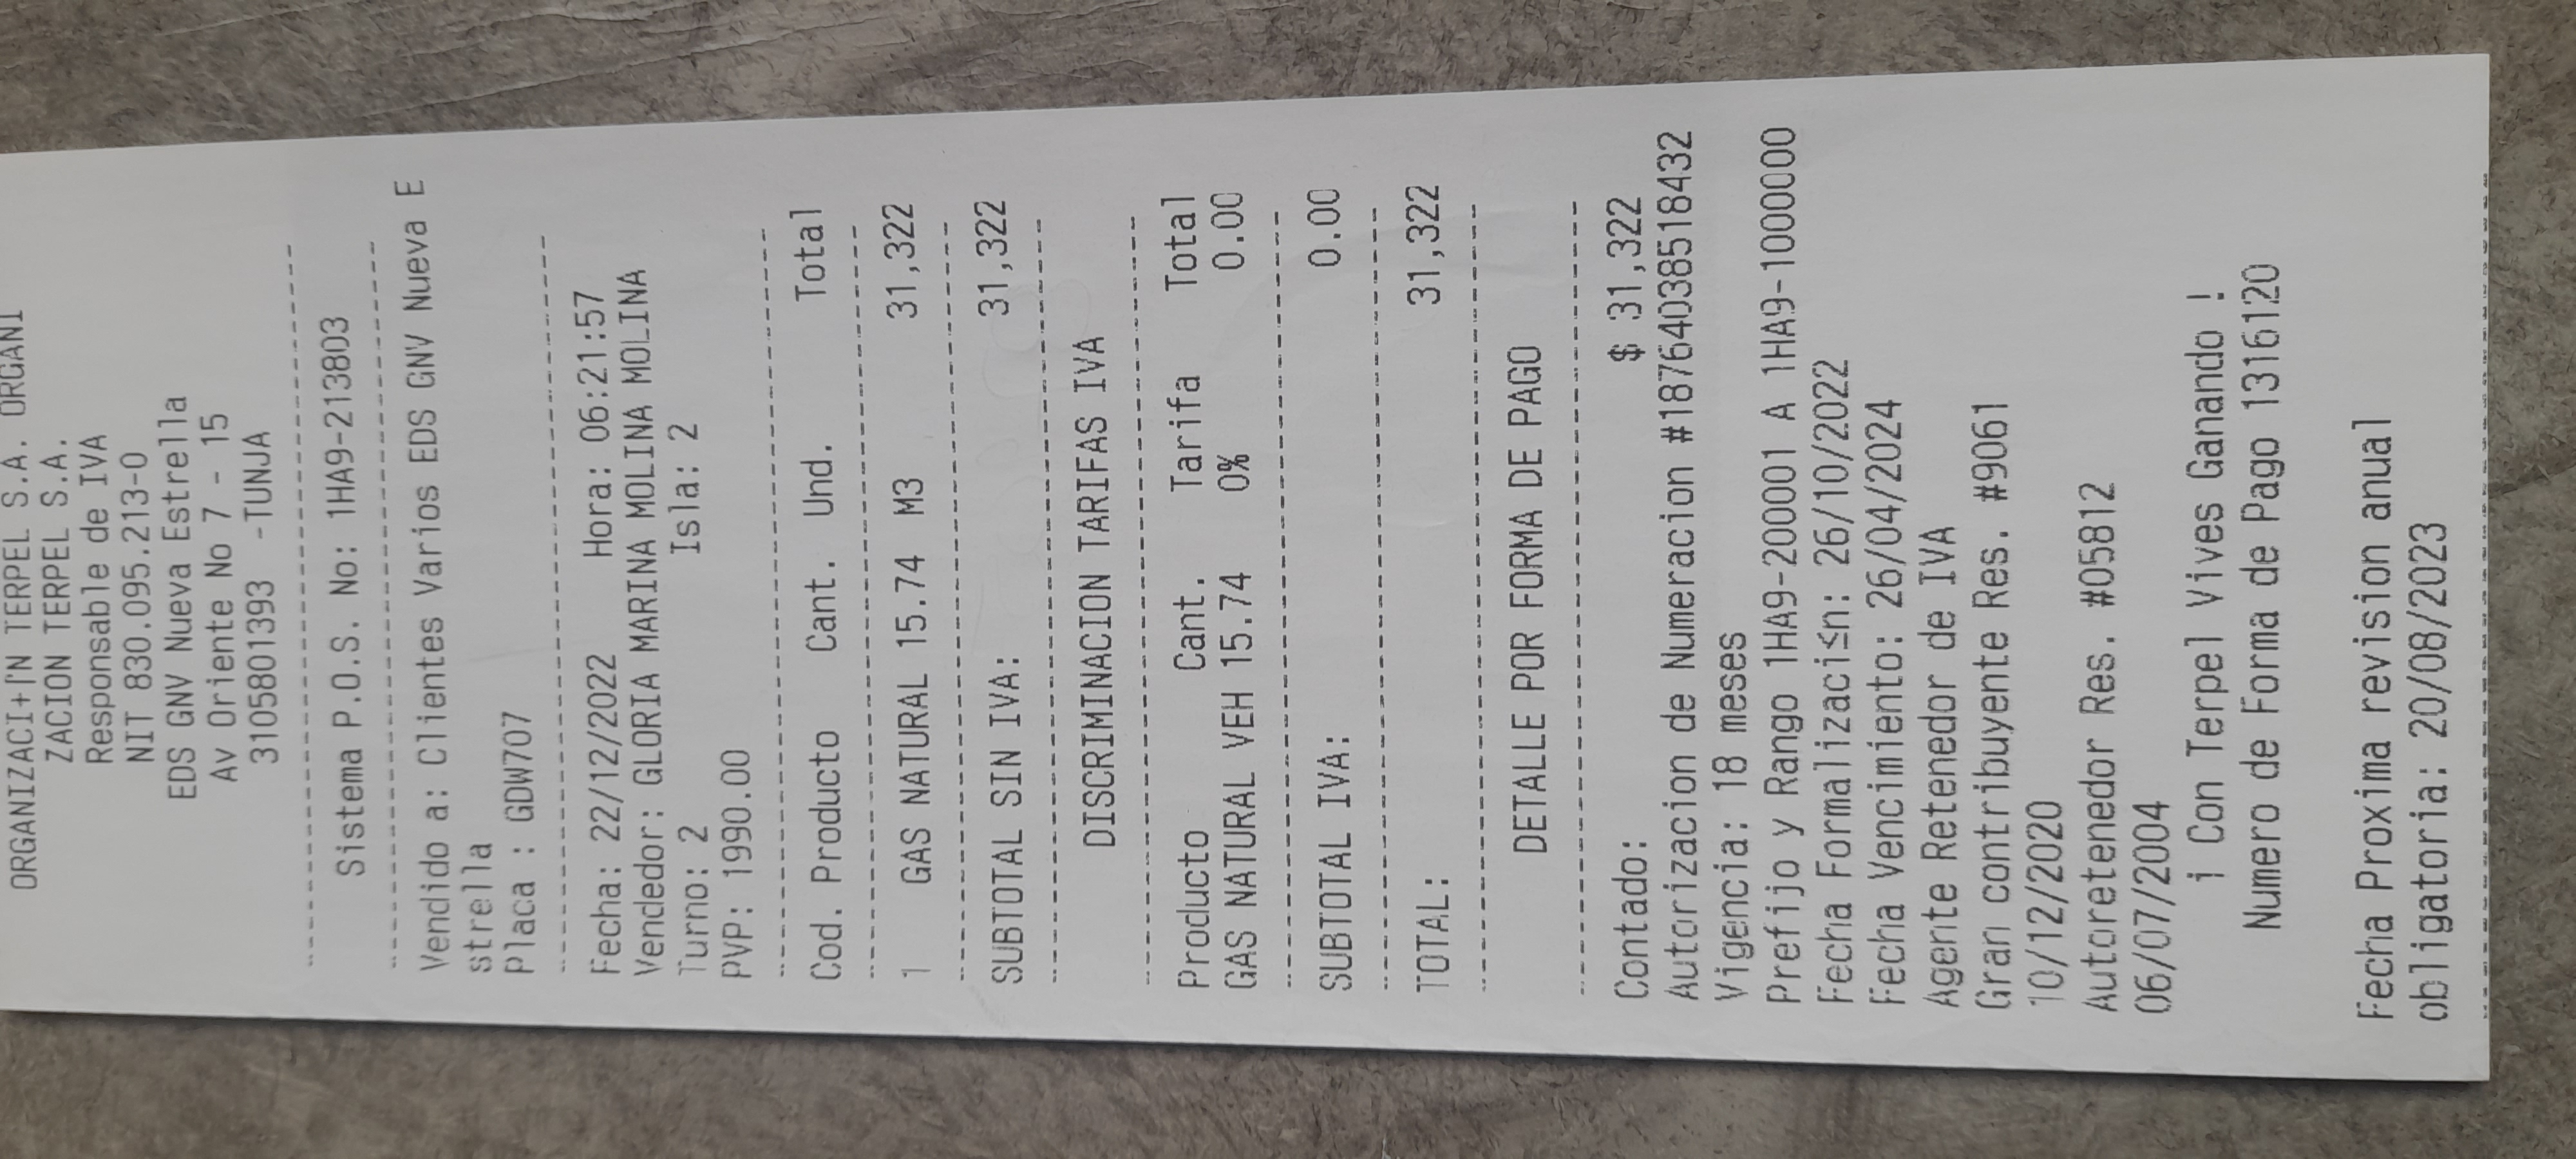 ORGANIZACI+ΓN TERPEL S.A. ORGANI
ZACION TERPEL S.A.
Responsable de IVA
NIT 830.095.213-0
EDS GNV Nueva Estrella
Av Oriente No 7 - 15
3105801393 -TUNJA
Sistema P.O.S. No: 1HA9-213803
Vendido a: Clientes Varios EDS GNV Nueva E
strella
Placa : GDW707
Fecha: 22/12/2022 Hora: 06:21:57
Vendedor: GLORIA MARINA MOLINA MOLINA
Turno: 2 Isla: 2
PVP: 1990.00
Cod. Producto Cant. Und. Total
1 GAS NATURAL 15.74 M3 31,322
SUBTOTAL SIN IVA: 31,322
DISCRIMINACION TARIFAS IVA
Producto Cant. Tarifa Total
GAS NATURAL VEH 15.74 0% 0.00
SUBTOTAL IVA: 0.00
TOTAL: 31,322
DETALLE POR FORMA DE PAGO
Contado: $ 31,322
Autorizacion de Numeracion #18764038518432
Vigencia: 18 meses
Prefijo y Rango 1HA9-200001 A 1HA9-1000000
Fecha Formalizaci≤n: 26/10/2022
Fecha Vencimiento: 26/04/2024
Agente Retenedor de IVA
Gran contribuyente Res. #9061
10/12/2020
Autoretenedor Res. #05812
06/07/2004
¡ Con Terpel Vives Ganando !
Numero de Forma de Pago 1316120
Fecha Proxima revision anual
obligatoria: 20/08/2023